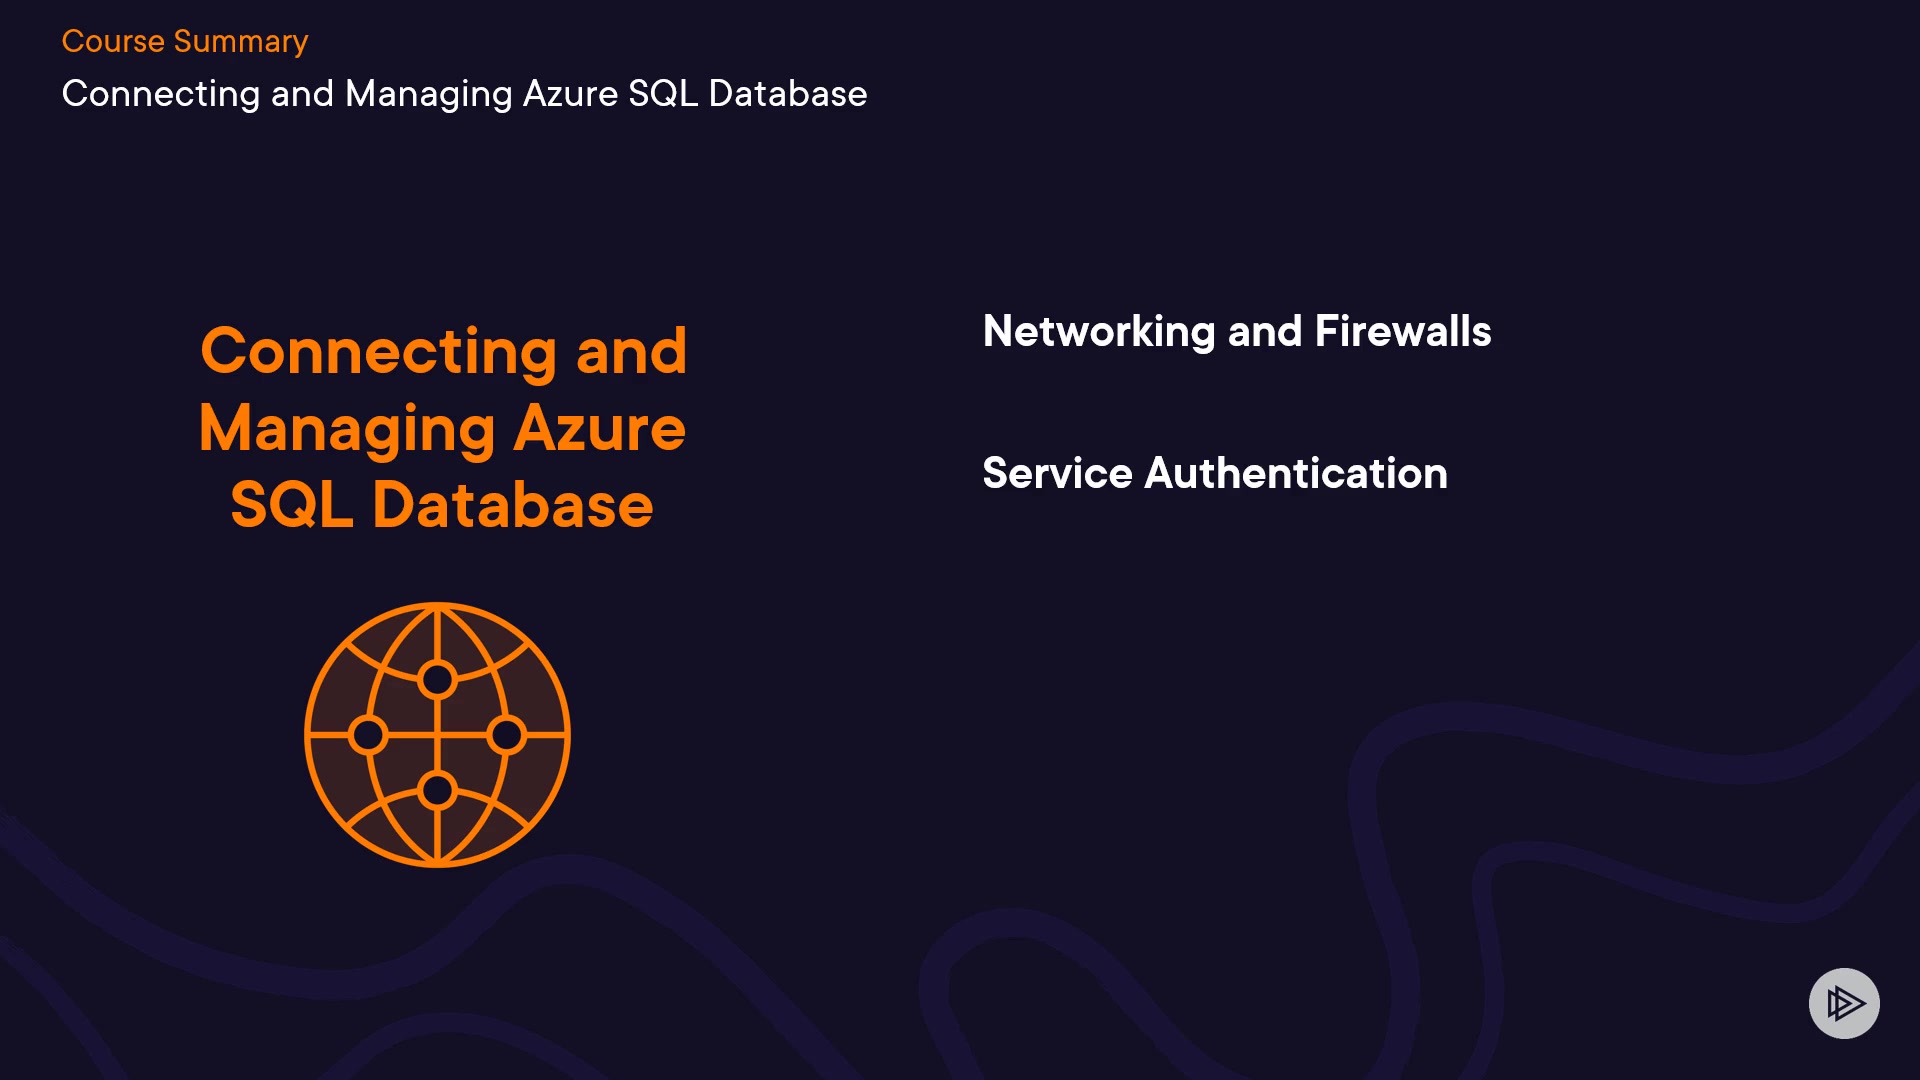 Course Summary
Connecting and Managing Azure SQL Database
Connecting and
Managing Azure
SQL Database
Networking and Firewalls
Service Authentication